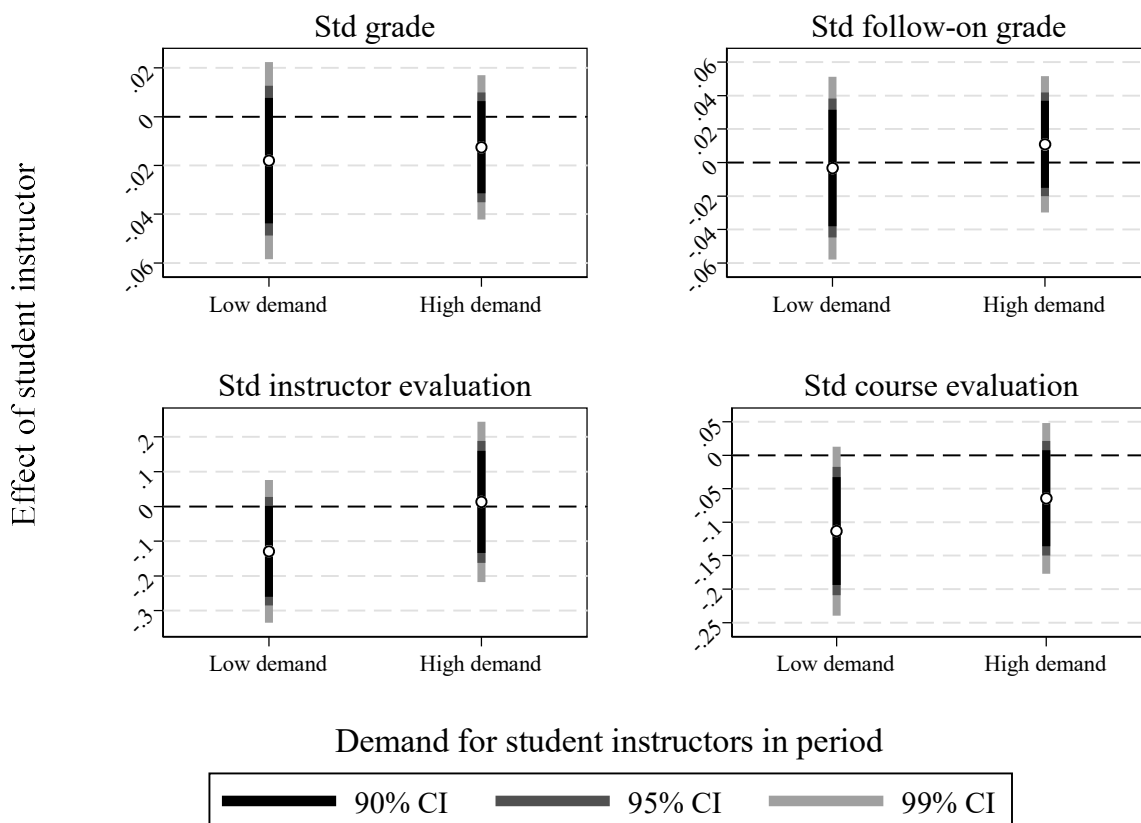 Effect of student instructor
Std grade
.02
0
-.02
-.04
-.06
Low demand
High demand
Std follow-on grade
.06
.04
.02
0
-.02
-.04
-.06
Low demand
High demand
Std instructor evaluation
.2
.1
0
-.1
-.2
-.3
Low demand
High demand
Std course evaluation
.05
0
-.05
-.1
-.15
-.2
-.25
Low demand
High demand
Demand for student instructors in period
90% CI 95% CI 99% CI